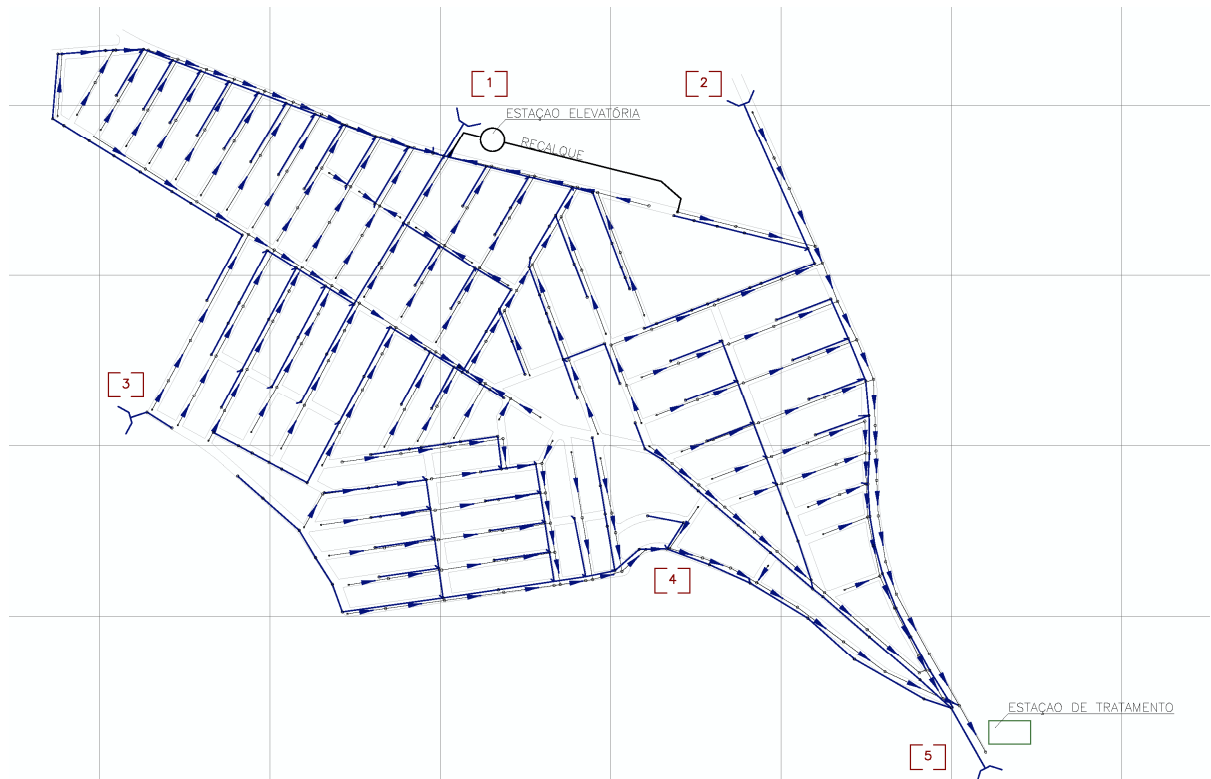 [ 1 ]
[ 2 ]
ESTAÇAO ELEVATÓRIA
RECALQUE
[ 3 ]
[ 4 ]
ESTAÇAO DE TRATAMENTO
[ 5 ]